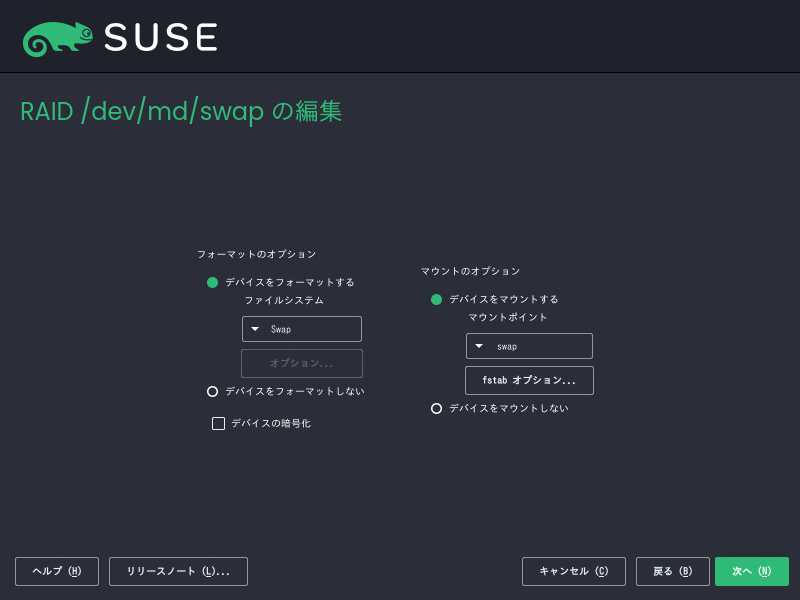 SUSE
RAID /dev/md/swap の編集
フォーマットのオプション
デバイスをフォーマットする
ファイルシステム
Swap
オプション...
デバイスをフォーマットしない
デバイスの暗号化
マウントのオプション
デバイスをマウントする
マウントポイント
swap
fstab オプション...
デバイスをマウントしない
ヘルプ (H)
リリースノート (L)...
キャンセル (C)
戻る (B)
次へ (N)